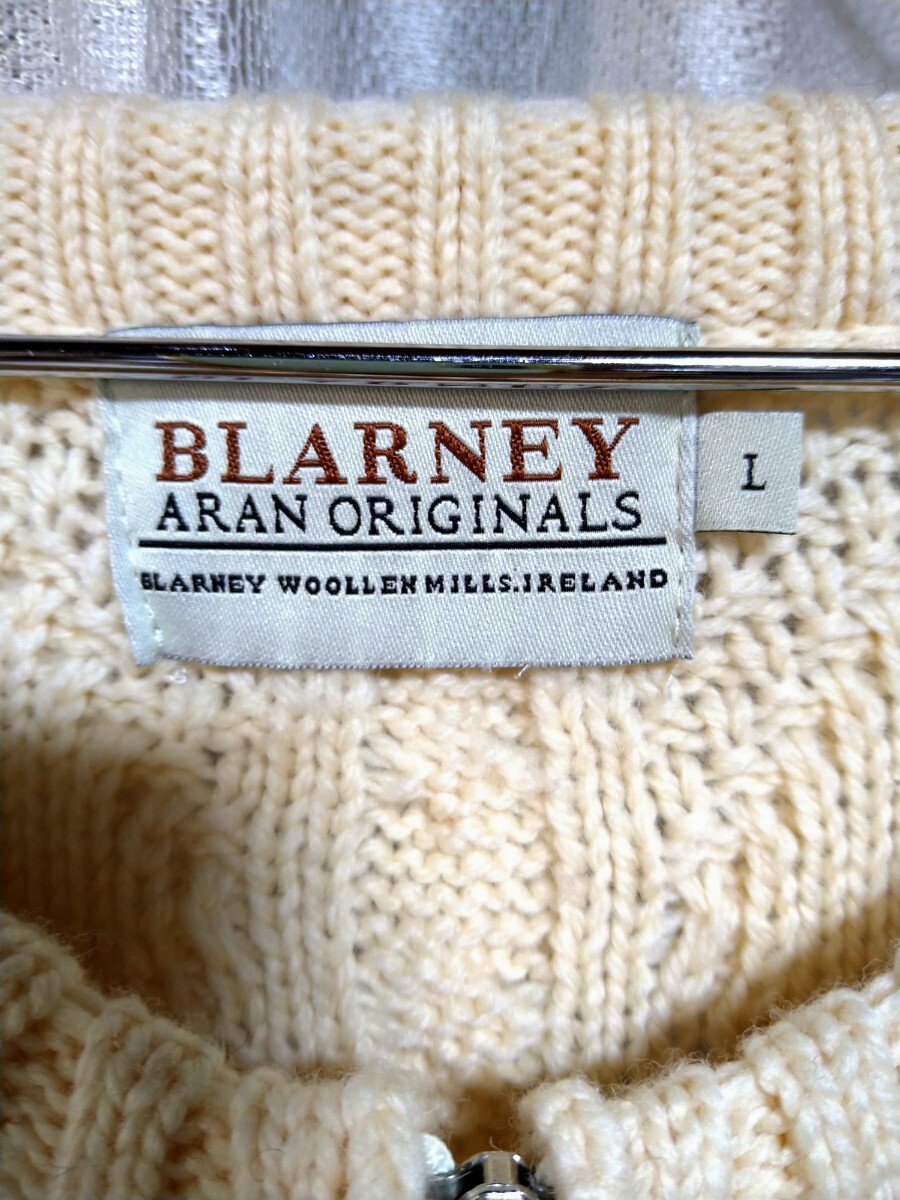 BLARNEY
ARAN ORIGINALS
BLARNEY WOOLLEN MILLS.IRELAND
L